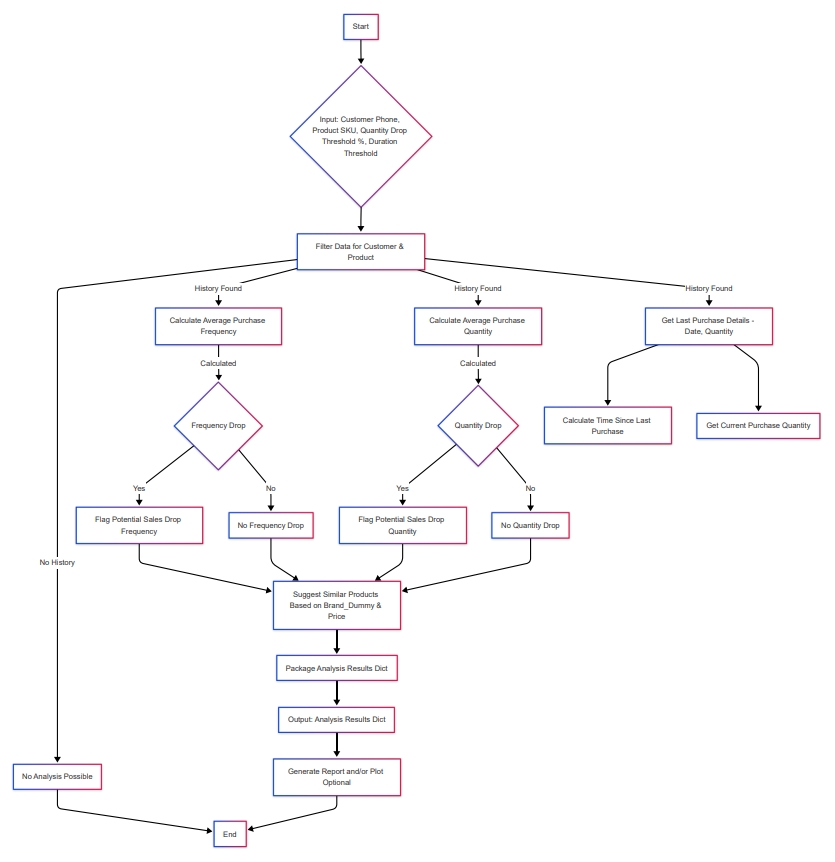 Start
Input: Customer Phone,
Product SKU, Quantity Drop
Threshold %, Duration
Threshold
Filter Data for Customer &
Product
History Found
History Found
History Found
Calculate Average Purchase
Frequency
Calculate Average Purchase
Quantity
Get Last Purchase Details -
Date, Quantity
Calculated
Calculated
Frequency Drop
Quantity Drop
Calculate Time Since Last
Purchase
Get Current Purchase Quantity
Yes
No
Yes
No
Flag Potential Sales Drop
Frequency
No Frequency Drop
Flag Potential Sales Drop
Quantity
No Quantity Drop
No History
Suggest Similar Products
Based on Brand_Dummy &
Price
Package Analysis Results Dict
Output: Analysis Results Dict
No Analysis Possible
Generate Report and/or Plot
Optional
End